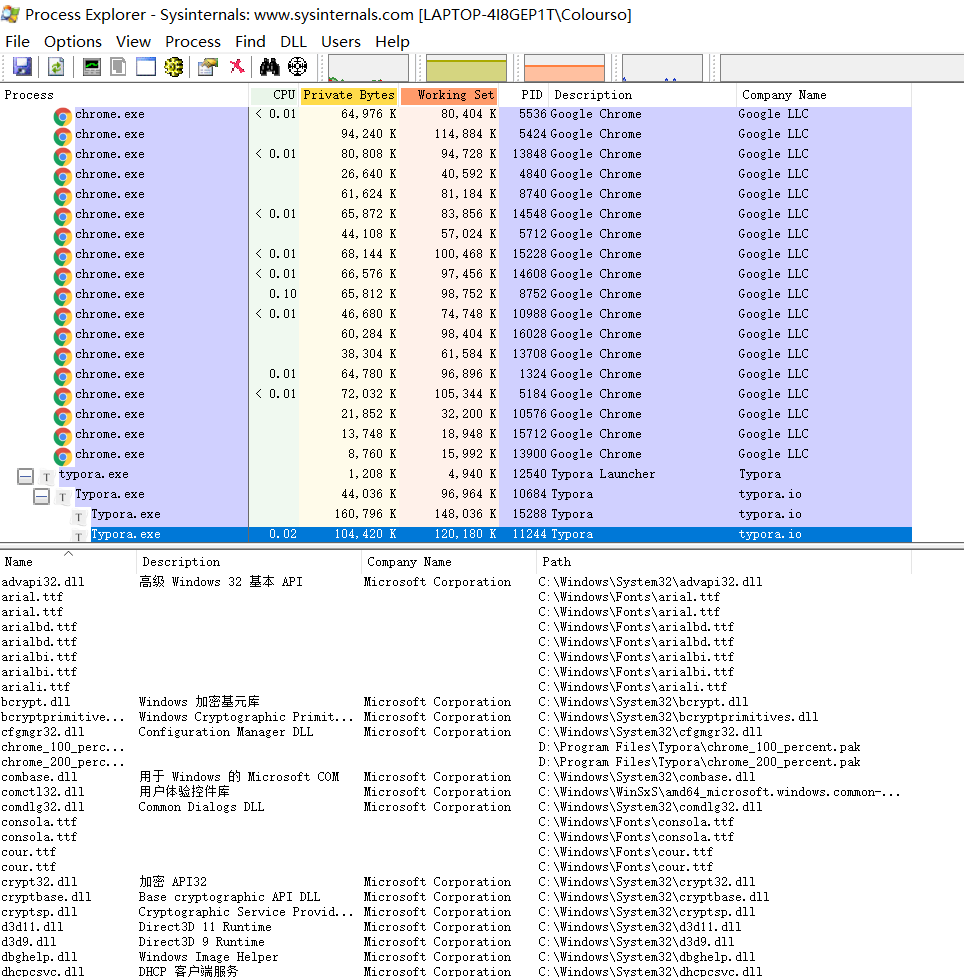 Process Explorer - Sysinternals: www.sysinternals.com [LAPTOP-4I8GEP1T\Colourso]
File Options View Process Find DLL Users Help
Process CPU Private Bytes Working Set PID Description Company Name
chrome.exe < 0.01 64,976 K 80,404 K 5536 Google Chrome Google LLC
chrome.exe 94,240 K 114,884 K 5424 Google Chrome Google LLC
chrome.exe < 0.01 80,808 K 94,728 K 13848 Google Chrome Google LLC
chrome.exe 26,640 K 40,592 K 4840 Google Chrome Google LLC
chrome.exe 61,624 K 81,184 K 8740 Google Chrome Google LLC
chrome.exe < 0.01 65,872 K 83,856 K 14548 Google Chrome Google LLC
chrome.exe 44,108 K 57,024 K 5712 Google Chrome Google LLC
chrome.exe < 0.01 68,144 K 100,468 K 15228 Google Chrome Google LLC
chrome.exe < 0.01 66,576 K 97,456 K 14608 Google Chrome Google LLC
chrome.exe 0.10 65,812 K 98,752 K 8752 Google Chrome Google LLC
chrome.exe < 0.01 46,680 K 74,748 K 10988 Google Chrome Google LLC
chrome.exe 60,284 K 98,404 K 16028 Google Chrome Google LLC
chrome.exe 38,304 K 61,584 K 13708 Google Chrome Google LLC
chrome.exe 0.01 64,780 K 96,896 K 1324 Google Chrome Google LLC
chrome.exe < 0.01 72,032 K 105,344 K 5184 Google Chrome Google LLC
chrome.exe 21,852 K 32,200 K 10576 Google Chrome Google LLC
chrome.exe 13,748 K 18,948 K 15712 Google Chrome Google LLC
chrome.exe 8,760 K 15,992 K 13900 Google Chrome Google LLC
T typora.exe 1,208 K 4,940 K 12540 Typora Launcher Typora
T Typora.exe 44,036 K 96,964 K 10684 Typora typora.io
T Typora.exe 160,796 K 148,036 K 15288 Typora typora.io
T Typora.exe 0.02 104,420 K 120,180 K 11244 Typora typora.io
Name Description Company Name Path
advapi32.dll 高级 Windows 32 基本 API Microsoft Corporation C:\Windows\System32\advapi32.dll
arial.ttf C:\Windows\Fonts\arial.ttf
arial.ttf C:\Windows\Fonts\arial.ttf
arialbd.ttf C:\Windows\Fonts\arialbd.ttf
arialbd.ttf C:\Windows\Fonts\arialbd.ttf
arialbi.ttf C:\Windows\Fonts\arialbi.ttf
arialbi.ttf C:\Windows\Fonts\arialbi.ttf
ariali.ttf C:\Windows\Fonts\ariali.ttf
bcrypt.dll Windows 加密基元库 Microsoft Corporation C:\Windows\System32\bcrypt.dll
bcryptprimitive... Windows Cryptographic Primit... Microsoft Corporation C:\Windows\System32\bcryptprimitives.dll
cfgmgr32.dll Configuration Manager DLL Microsoft Corporation C:\Windows\System32\cfgmgr32.dll
chrome_100_perc... D:\Program Files\Typora\chrome_100_percent.pak
chrome_200_perc... D:\Program Files\Typora\chrome_200_percent.pak
combase.dll 用于 Windows 的 Microsoft COM Microsoft Corporation C:\Windows\System32\combase.dll
comctl32.dll 用户体验控件库 Microsoft Corporation C:\Windows\WinSxS\amd64_microsoft.windows.common-...
comdlg32.dll Common Dialogs DLL Microsoft Corporation C:\Windows\System32\comdlg32.dll
consola.ttf C:\Windows\Fonts\consola.ttf
consola.ttf C:\Windows\Fonts\consola.ttf
cour.ttf C:\Windows\Fonts\cour.ttf
cour.ttf C:\Windows\Fonts\cour.ttf
crypt32.dll 加密 API32 Microsoft Corporation C:\Windows\System32\crypt32.dll
cryptbase.dll Base cryptographic API DLL Microsoft Corporation C:\Windows\System32\cryptbase.dll
cryptsp.dll Cryptographic Service Provid... Microsoft Corporation C:\Windows\System32\cryptsp.dll
d3d11.dll Direct3D 11 Runtime Microsoft Corporation C:\Windows\System32\d3d11.dll
d3d9.dll Direct3D 9 Runtime Microsoft Corporation C:\Windows\System32\d3d9.dll
dbghelp.dll Windows Image Helper Microsoft Corporation C:\Windows\System32\dbghelp.dll
dhcpcsvc.dll DHCP 客户端服务 Microsoft Corporation C:\Windows\System32\dhcpcsvc.dll